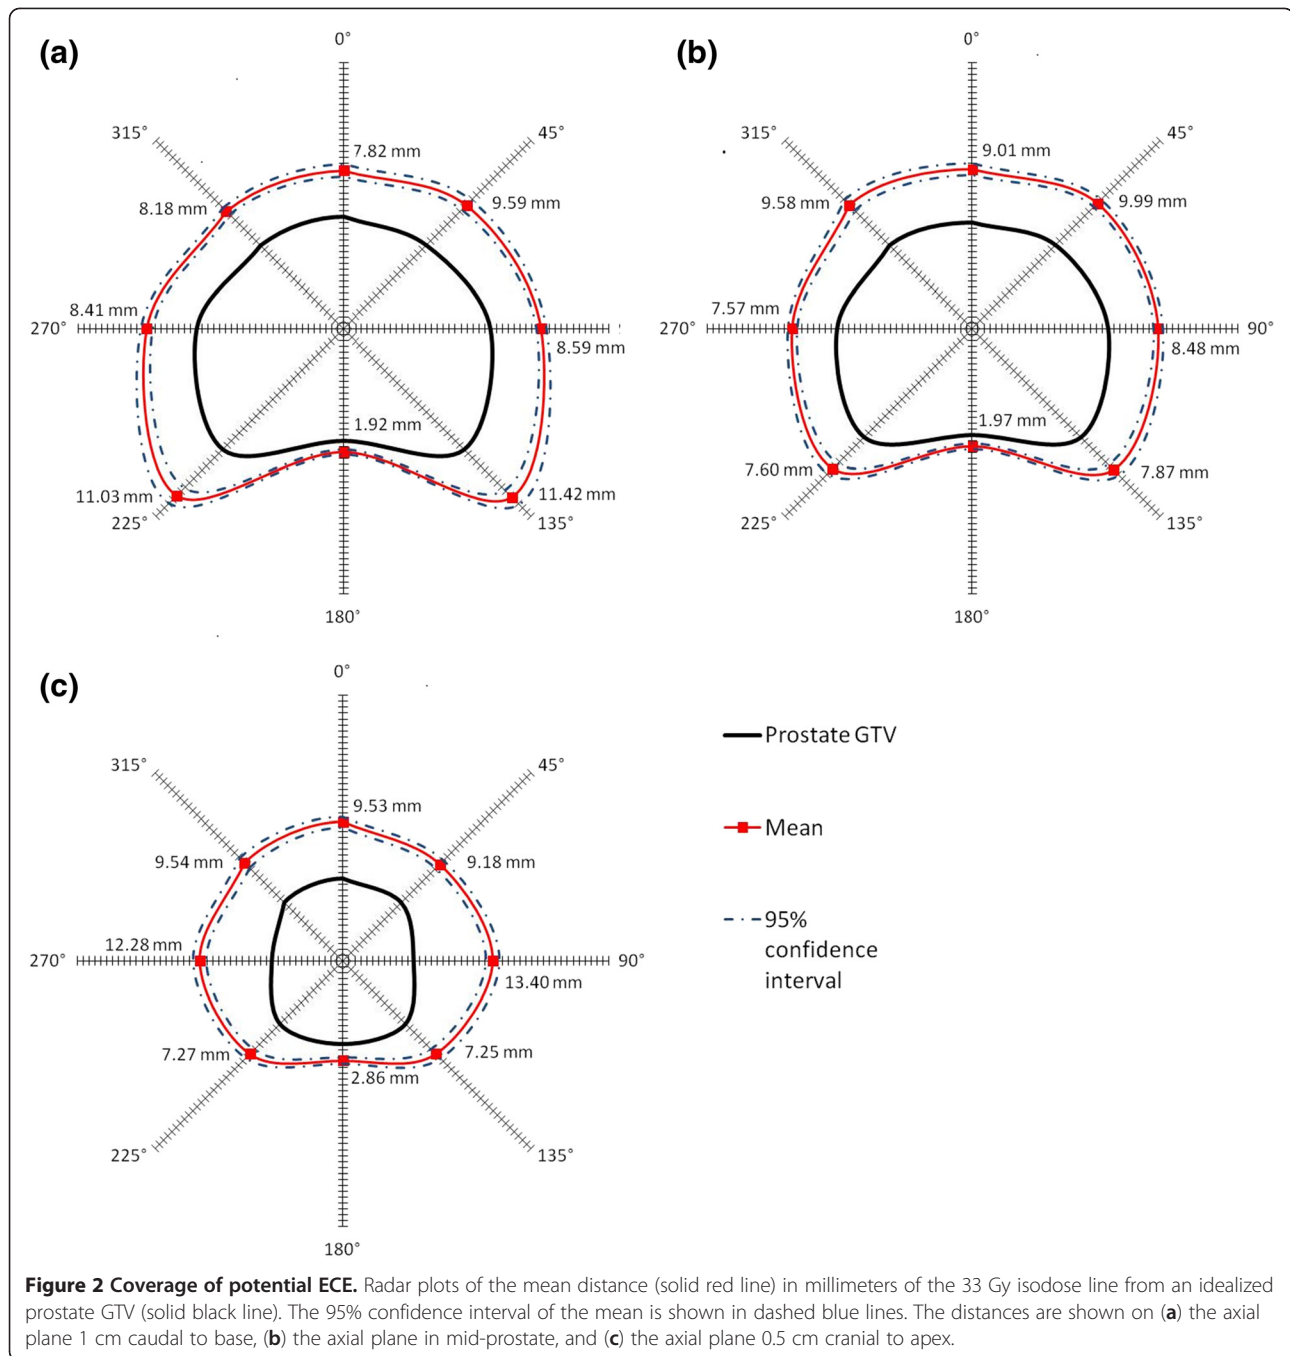 (a)
0°
315°
45°
7.82 mm
8.18 mm
9.59 mm
8.41 mm
270°
8.59 mm
1.92 mm
11.03 mm
11.42 mm
225°
135°
180°
(b)
0°
315°
45°
9.01 mm
9.58 mm
9.99 mm
7.57 mm
270°
90°
8.48 mm
1.97 mm
7.60 mm
7.87 mm
225°
135°
180°
(c)
0°
315°
45°
9.53 mm
9.54 mm
9.18 mm
12.28 mm
270°
90°
13.40 mm
7.27 mm
7.25 mm
2.86 mm
225°
135°
180°
Prostate GTV
Mean
95%
confidence
interval
Figure 2 Coverage of potential ECE. Radar plots of the mean distance (solid red line) in millimeters of the 33 Gy isodose line from an idealized
prostate GTV (solid black line). The 95% confidence interval of the mean is shown in dashed blue lines. The distances are shown on (a) the axial
plane 1 cm caudal to base, (b) the axial plane in mid-prostate, and (c) the axial plane 0.5 cm cranial to apex.